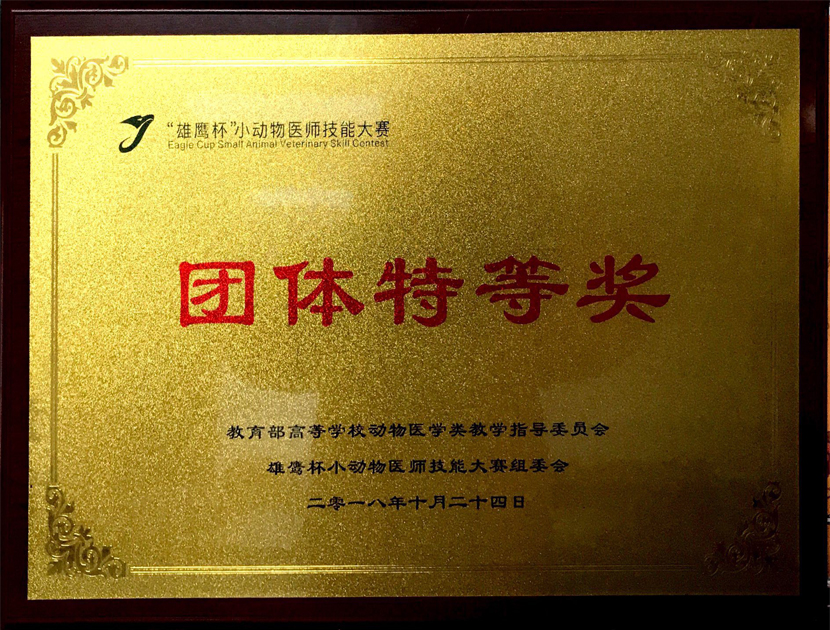 “雄鹰杯”小动物医师技能大赛
Eagle Cup Small Animal Veterinary Skill Contest
团体特等奖
教育部高等学校动物医学类教学指导委员会
雄鹰杯小动物医师技能大赛组委会
二零一八年十月二十四日